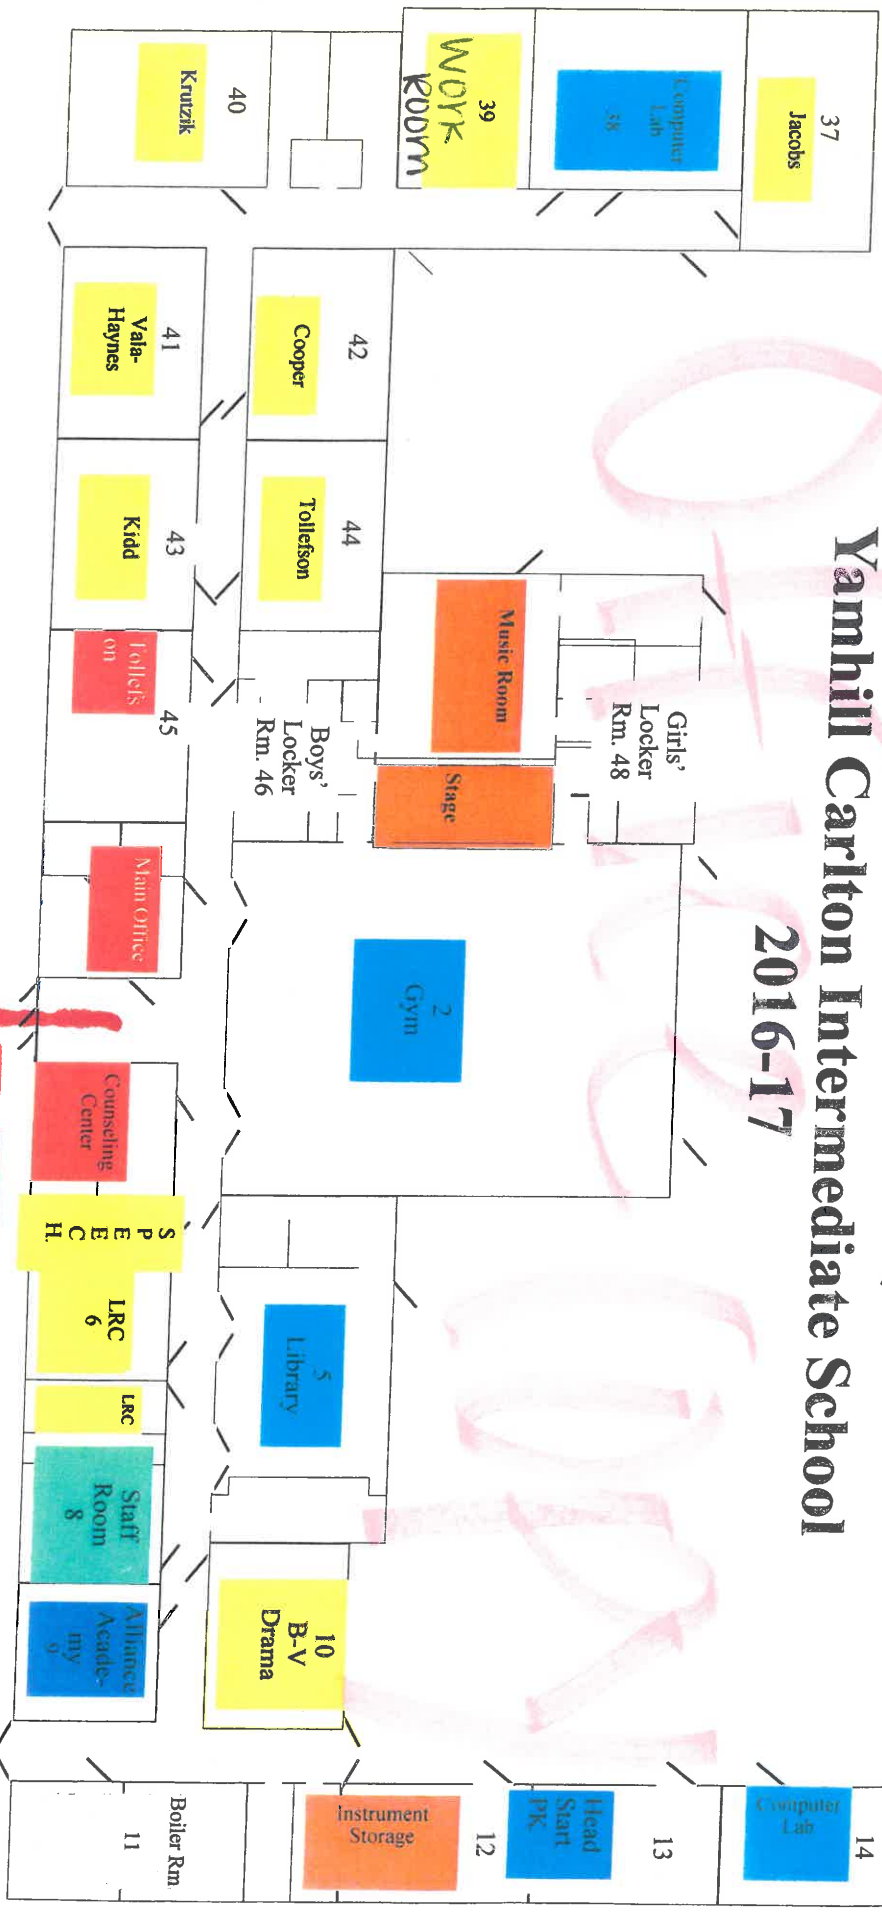 Yamhill Carlton Intermediate School
2016-17
37
Jacobs
Computer
Lab
38
39
WORK
ROOM
40
Krutzik
42
Cooper
41
Vala-
Haynes
44
Tollefson
43
Kidd
Tollefs
on
45
Music Room
Stage
Girls'
Locker
Rm. 48
Boys'
Locker
Rm. 46
Main Office
2
Gym
Counseling
Center
S
P
E
E
C
H
LRC
6
LRC
5
Library
Staff
Room
8
Alliance
Acade-
my
9
10
B-V
Drama
14
Computer
Lab
13
Head
Start
PK
12
Instrument
Storage
Boiler Rm
11